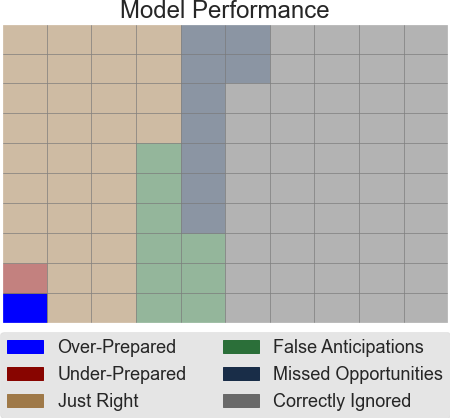 Model Performance
Over-Prepared
False Anticipations
Under-Prepared
Missed Opportunities
Just Right
Correctly Ignored